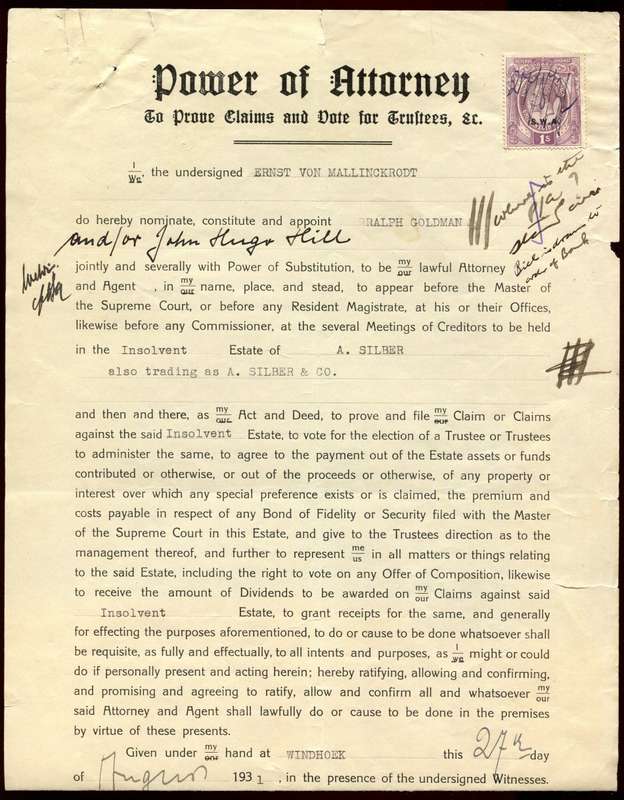 Power of Attorney
To Prove Claims and Vote for Trustees, &c.
S.W.A.
1s
I/We, the undersigned ERNST VON MALLINCKRODT
do hereby nominate, constitute and appoint RRALPH GOLDMAN
and/or John Hugo Hill
jointly and severally with Power of Substitution, to be my/our lawful Attorney
and Agent , in my/our name, place, and stead, to appear before the Master of
the Supreme Court, or before any Resident Magistrate, at his or their Offices,
likewise before any Commissioner, at the several Meetings of Creditors to be held
in the Insolvent Estate of A. SILBER
also trading as A. SILBER & CO.
and then and there, as my/our Act and Deed, to prove and file my/our Claim or Claims
against the said Insolvent Estate, to vote for the election of a Trustee or Trustees
to administer the same, to agree to the payment out of the Estate assets or funds
contributed or otherwise, or out of the proceeds or otherwise, of any property or
interest over which any special preference exists or is claimed, the premium and
costs payable in respect of any Bond of Fidelity or Security filed with the Master
of the Supreme Court in this Estate, and give to the Trustees direction as to the
management thereof, and further to represent me/us in all matters or things relating
to the said Estate, including the right to vote on any Offer of Composition, likewise
to receive the amount of Dividends to be awarded on my/our Claims against said
Insolvent Estate, to grant receipts for the same, and generally
for effecting the purposes aforementioned, to do or cause to be done whatsoever shall
be requisite, as fully and effectually, to all intents and purposes, as I/we might or could
do if personally present and acting herein; hereby ratifying, allowing and confirming,
and promising and agreeing to ratify, allow and confirm all and whatsoever my/our
said Attorney and Agent shall lawfully do or cause to be done in the premises
by virtue of these presents.
Given under my/our hand at WINDHOEK this 27th day
of August 1931 , in the presence of the undersigned Witnesses.